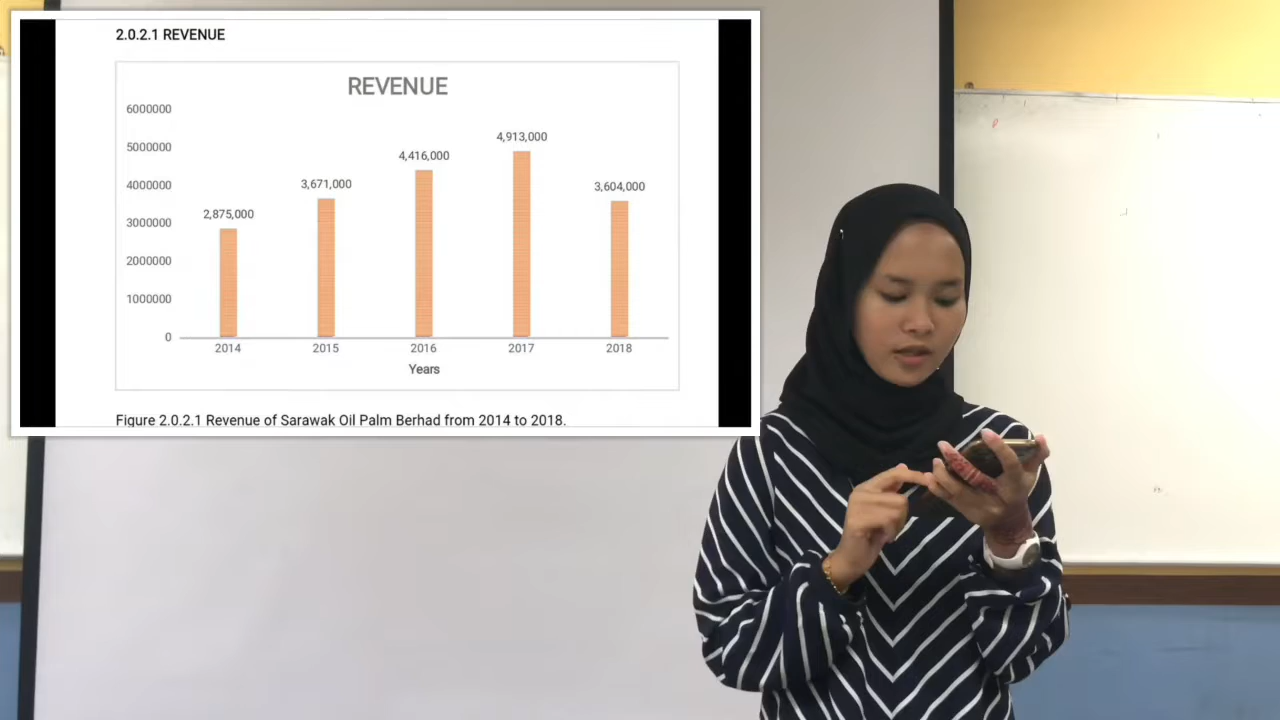 2.0.2.1 REVENUE
REVENUE
6000000
5000000
4000000
3000000
2000000
1000000
0
2,875,000
3,671,000
4,416,000
4,913,000
3,604,000
2014 2015 2016 2017 2018
Years
Figure 2.0.2.1 Revenue of Sarawak Oil Palm Berhad from 2014 to 2018.